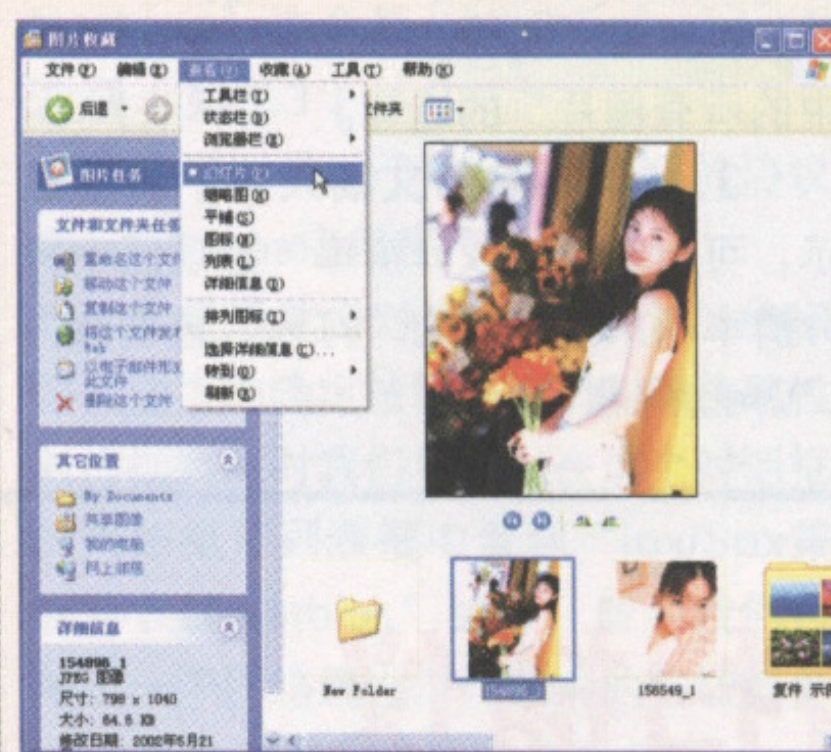 图片收藏
文件(F) 编辑(E) 查看(V) 收藏(A) 工具(T) 帮助(H)
后退 件夹
工具栏(T)
状态栏(B)
浏览器栏(E)
幻灯片(P)
缩略图(H)
平铺(S)
图标(N)
列表(L)
详细信息(D)
排列图标(I)
选择详细信息(C)...
转到(O)
刷新(R)
图片任务
文件和文件夹任务
重命名这个文件
移动这个文件
复制这个文件
将这个文件发布
Web
以电子邮件形式
此文件
删除这个文件
其它位置
My Documents
共享图像
我的电脑
网上邻居
详细信息
154896_1
JPEG 图像
尺寸: 798 x 1040
大小: 64.5 KB
修改日期: 2002年5月21
New Folder
154896_1
156549_1
复件 示